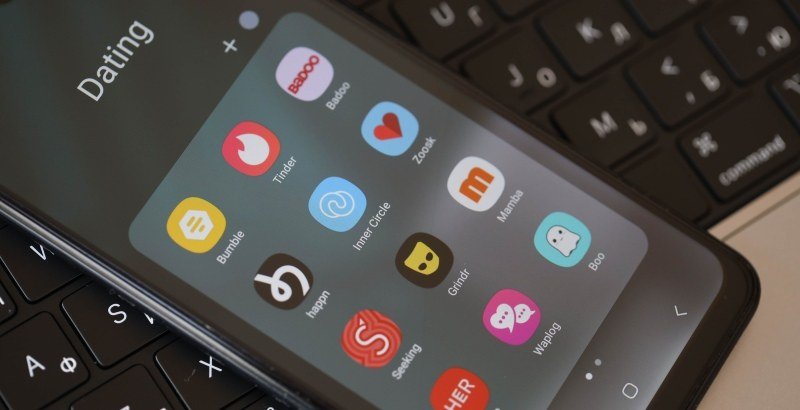 Dating
+
Bumble
Tinder
BADOO
Badoo
happn
Inner Circle
Zoosk
Seeking
Grindr
m
Mamba
HER
Waplog
Boo
U Г
K Л
J О
M Ь
< Б
> Ю
⌘
command
A Ф
S
X